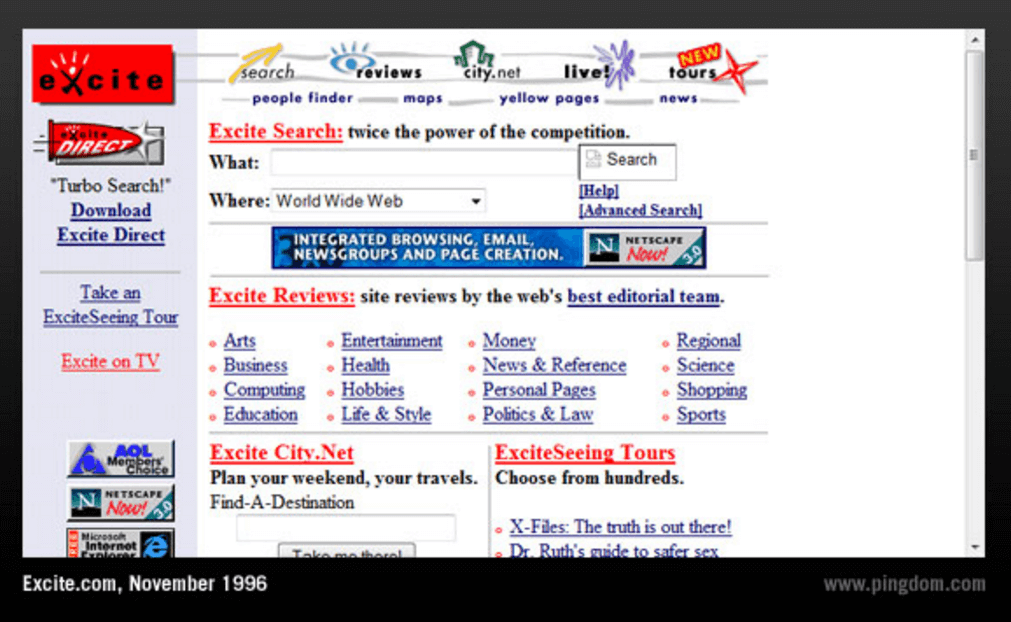 excite
search
reviews
city.net
live!
NEW
tours
people finder
maps
yellow pages
news
excite
DIRECT
"Turbo Search!"
Download
Excite Direct
Take an
ExciteSeeing Tour
Excite on TV
AOL
Members'
Choice
N NETSCAPE
Now! 3.0
FREE
Microsoft
Internet
Explorer
Excite Search: twice the power of the competition.
What:
Search
Where: World Wide Web
[Help]
[Advanced Search]
3 INTEGRATED BROWSING, EMAIL,
NEWSGROUPS AND PAGE CREATION.
N NETSCAPE
Now! 3.0
Excite Reviews: site reviews by the web's best editorial team.
Arts Entertainment Money Regional
Business Health News & Reference Science
Computing Hobbies Personal Pages Shopping
Education Life & Style Politics & Law Sports
Excite City.Net
Plan your weekend, your travels.
Find-A-Destination
Take me there!
ExciteSeeing Tours
Choose from hundreds.
X-Files: The truth is out there!
Dr. Ruth's guide to safer sex
Excite.com, November 1996
www.pingdom.com